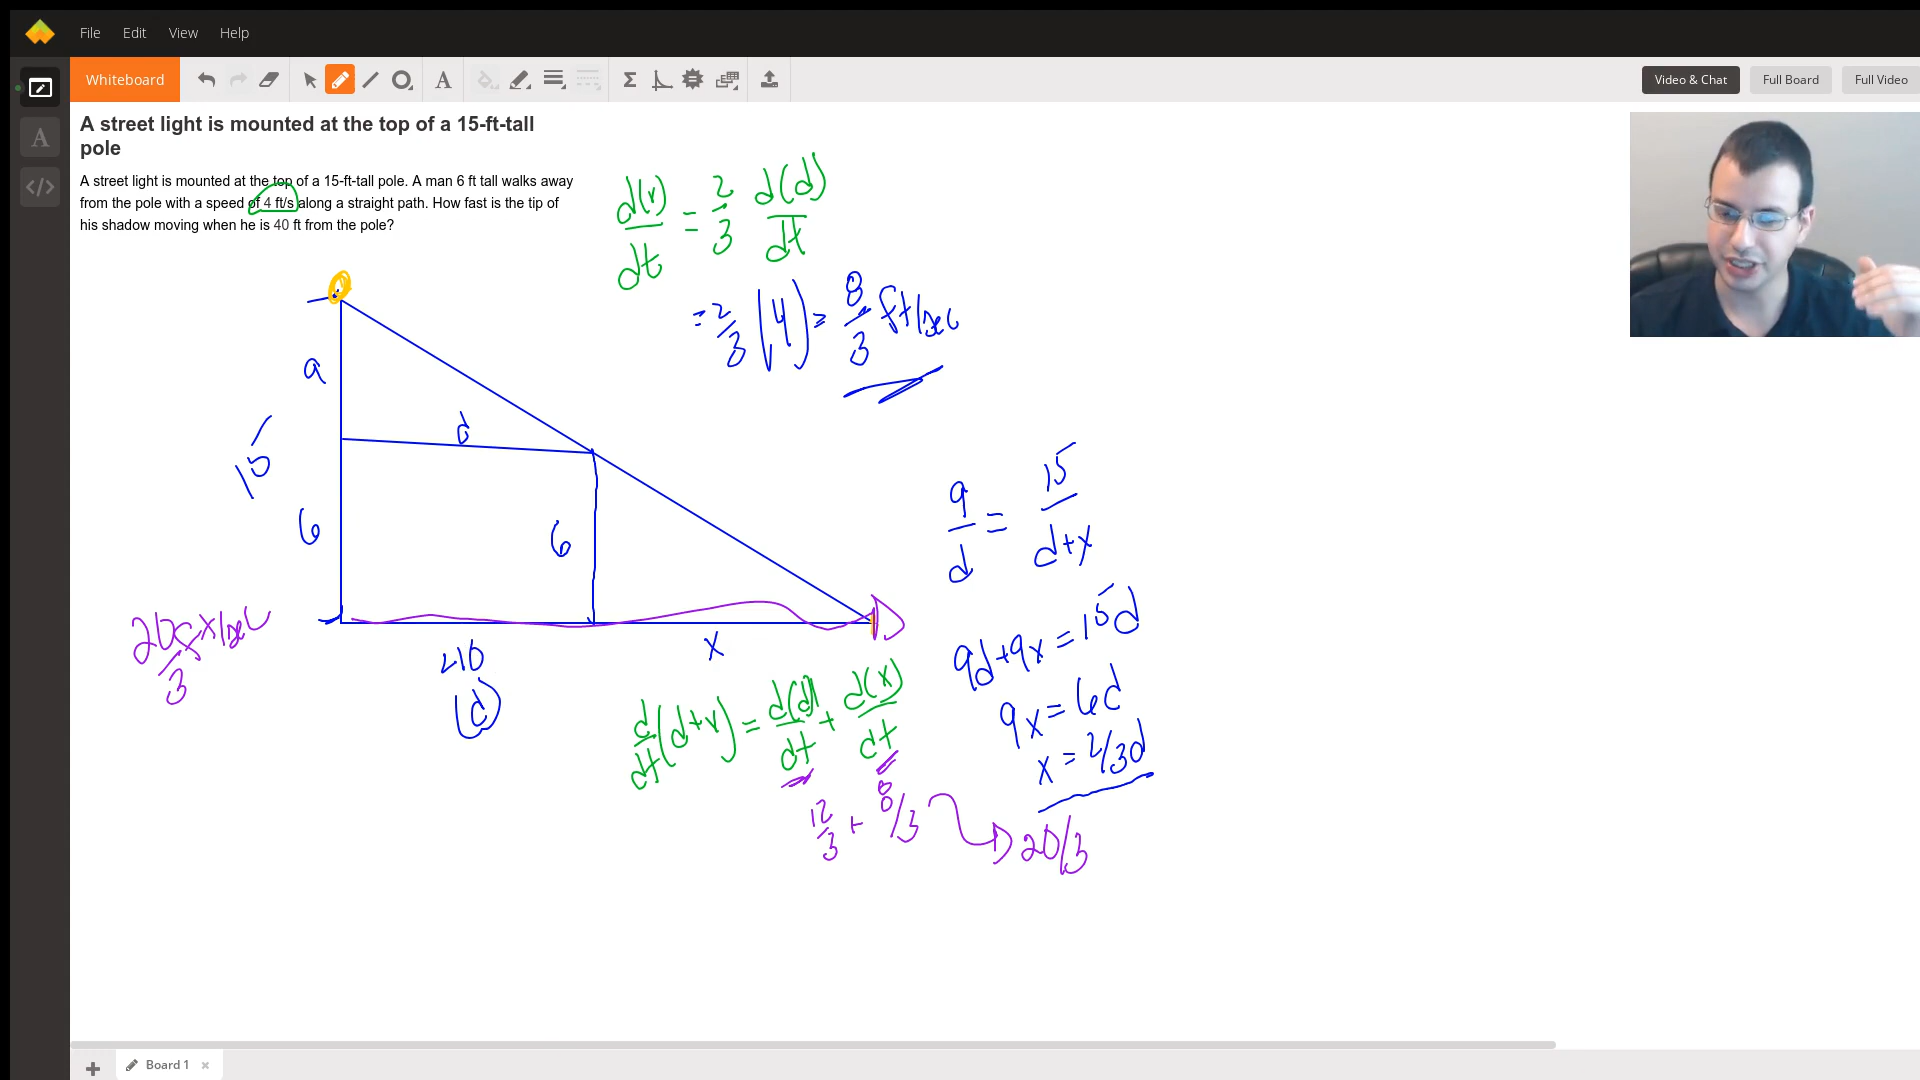 File Edit View Help
Whiteboard
A
Σ
Video & Chat Full Board Full Video
A
</>
A street light is mounted at the top of a 15-ft-tall
pole
A street light is mounted at the top of a 15-ft-tall pole. A man 6 ft tall walks away
from the pole with a speed of 4 ft/s along a straight path. How fast is the tip of
his shadow moving when he is 40 ft from the pole?
d(x)/dt = 2/3 d(d)/dt
= 2/3 (4) = 8/3 ft/sec
9
d
15
6
6
9/d = 15/d+x
9d+9x=15d
9x=6d
x=2/3d
40
(d)
x
20/3
d/dt(d+x) = d(d)/dt + d(x)/dt
12/3 + 8/3
20/3
Board 1 ×